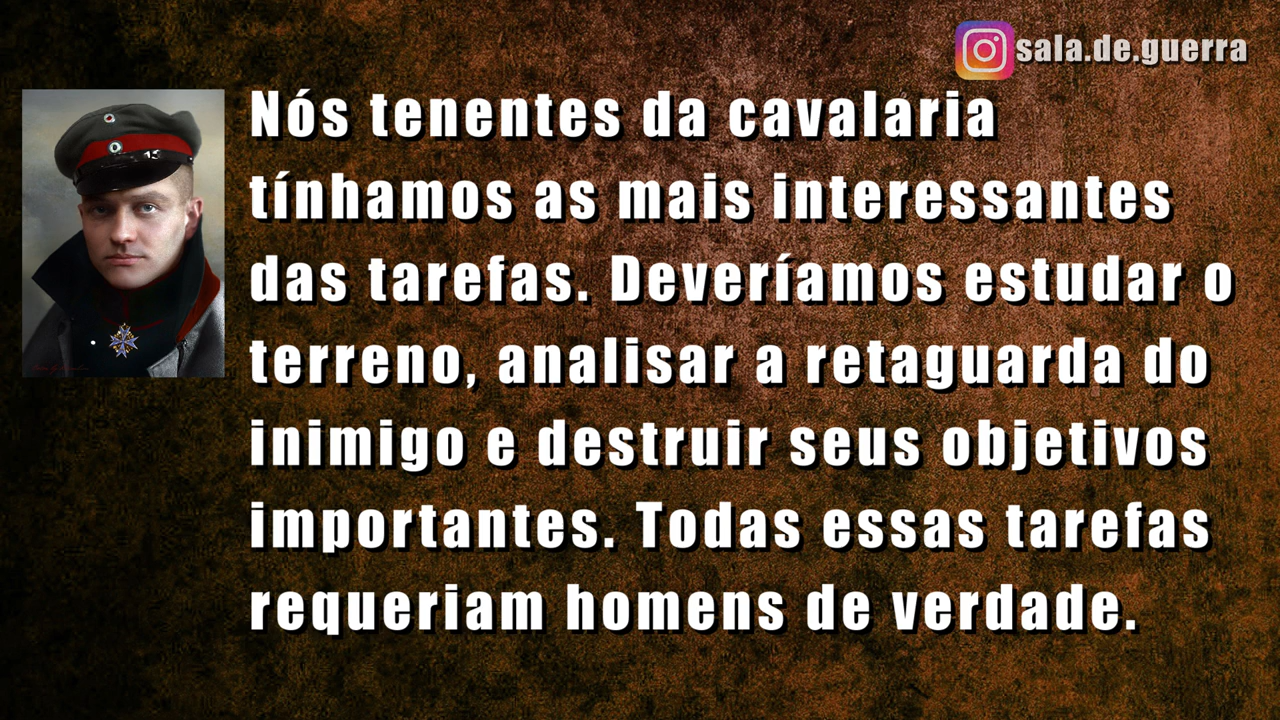 sala.de.guerra
Nós tenentes da cavalaria
tínhamos as mais interessantes
das tarefas. Deveríamos estudar o
terreno, analisar a retaguarda do
inimigo e destruir seus objetivos
importantes. Todas essas tarefas
requeriam homens de verdade.